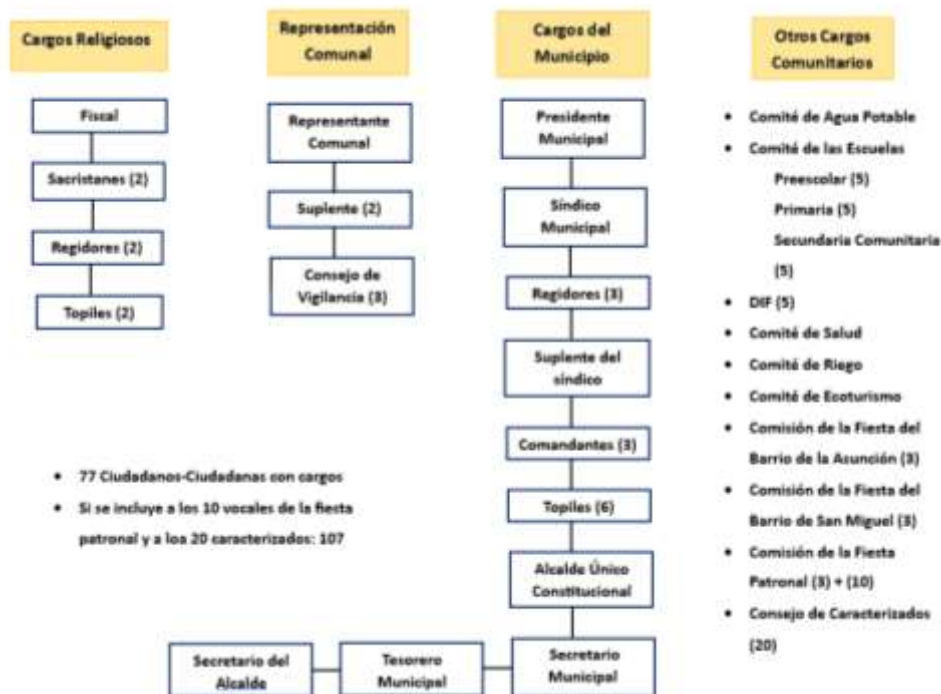 Cargos Religiosos
Fiscal
Sacristanes (2)
Regidores (2)
Topiles (2)
Representación
Comunal
Representante
Comunal
Suplente (2)
Consejo de
Vigilancia (3)
Cargos del
Municipio
Presidente
Municipal
Síndico
Municipal
Regidores (3)
Suplente del
síndico
Comandantes (3)
Topiles (6)
Alcalde Único
Constitucional
Secretario
Municipal
Tesorero
Municipal
Secretario del
Alcalde
Otros Cargos
Comunitarios
• Comité de Agua Potable
• Comité de las Escuelas
Preescolar (5)
Primaria (5)
Secundaria Comunitaria
(5)
• DIF (5)
• Comité de Salud
• Comité de Riego
• Comité de Ecoturismo
• Comisión de la Fiesta del
Barrio de la Asunción (3)
• Comisión de la Fiesta del
Barrio de San Miguel (3)
• Comisión de la Fiesta
Patronal (3) + (10)
• Consejo de Caracterizados
(20)
• 77 Ciudadanos-Ciudadanas con cargos
• Si se incluye a los 10 vocales de la fiesta
patronal y a loa 20 caracterizados: 107